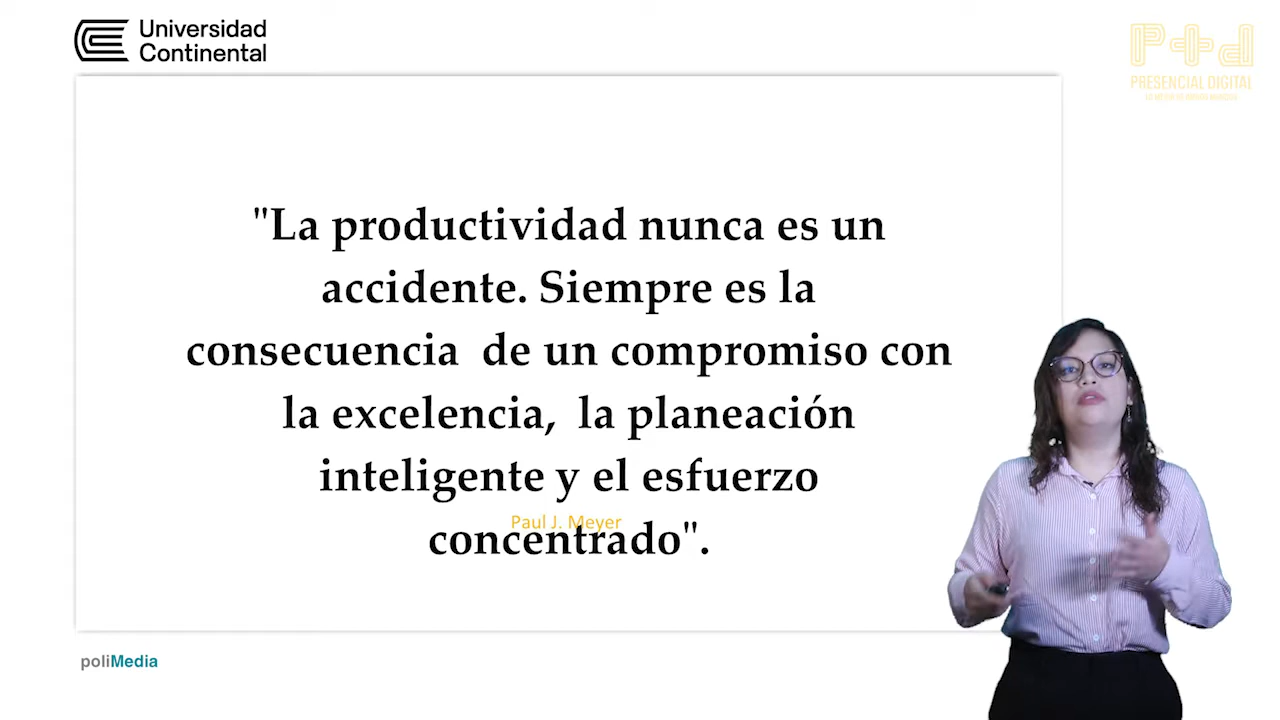 Universidad
Continental
P+d
PRESENCIAL DIGITAL
"La productividad nunca es un
accidente. Siempre es la
consecuencia de un compromiso con
la excelencia, la planeación
inteligente y el esfuerzo
Paul J. Meyer
concentrado".
poliMedia